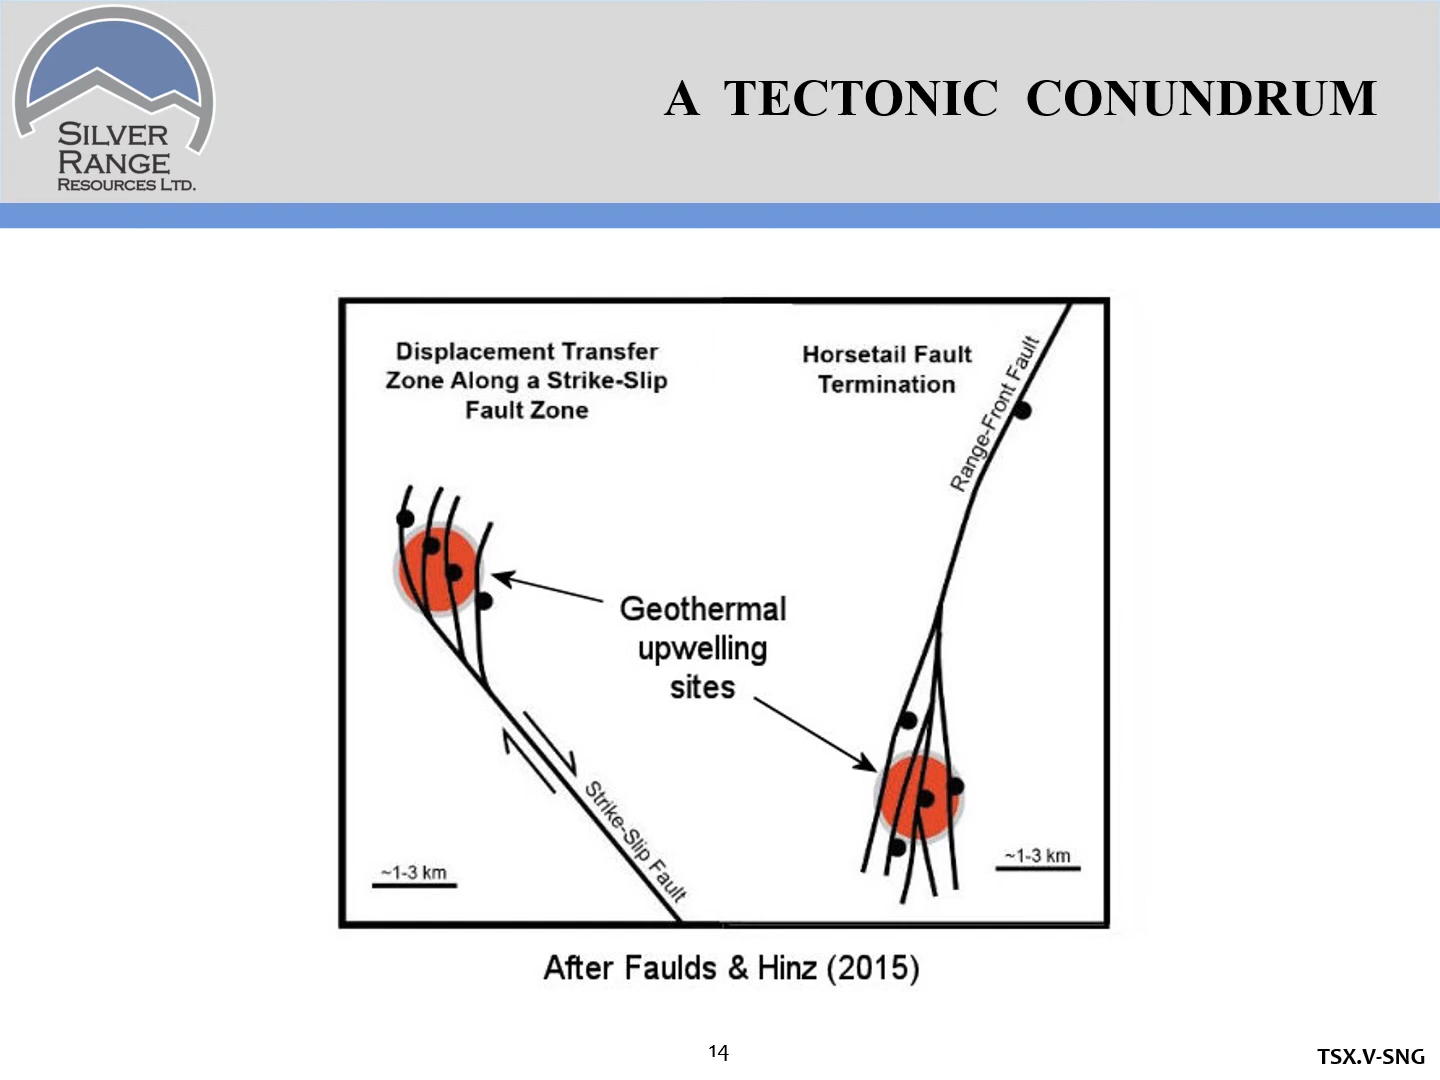 SILVER
RANGE
RESOURCES LTD.
A TECTONIC CONUNDRUM
Displacement Transfer
Zone Along a Strike-Slip
Fault Zone
Horsetail Fault
Termination
Range-Front Fault
Geothermal
upwelling
sites
Strike-Slip Fault
~1-3 km
~1-3 km
After Faulds & Hinz (2015)
14
TSX.V-SNG